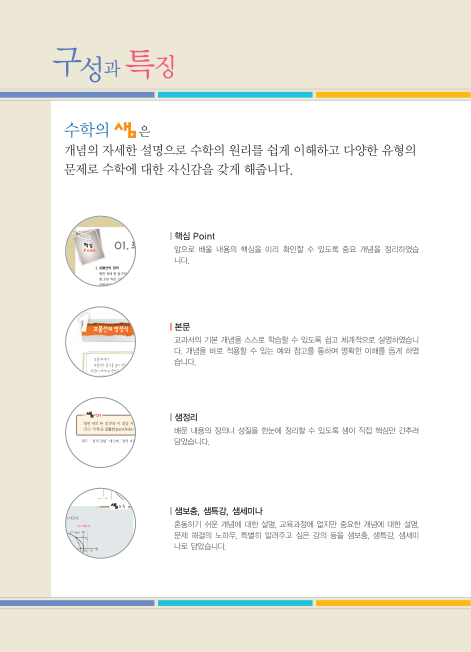 구성과 특징
수학의 샘은
개념의 자세한 설명으로 수학의 원리를 쉽게 이해하고 다양한 유형의
문제로 수학에 대한 자신감을 갖게 해줍니다.
핵심
Point
01.
핵심 Point
앞으로 배울 내용의 핵심을 미리 확인할 수 있도록 중요 개념을 정리하였습
니다.
본문
교과서의 기본 개념을 스스로 학습할 수 있도록 쉽고 체계적으로 설명하였습니
다. 개념을 바로 적용할 수 있는 예와 참고를 통하여 명확한 이해를 돕게 하였
습니다.
샘정리
배운 내용의 정의나 성질을 한눈에 정리할 수 있도록 샘이 직접 핵심만 간추려
담았습니다.
샘보충, 샘특강, 샘세미나
혼동하기 쉬운 개념에 대한 설명, 교육과정에 없지만 중요한 개념에 대한 설명,
문제 해결의 노하우, 특별히 알려주고 싶은 강의 등을 샘보충, 샘특강, 샘세미
나로 담았습니다.